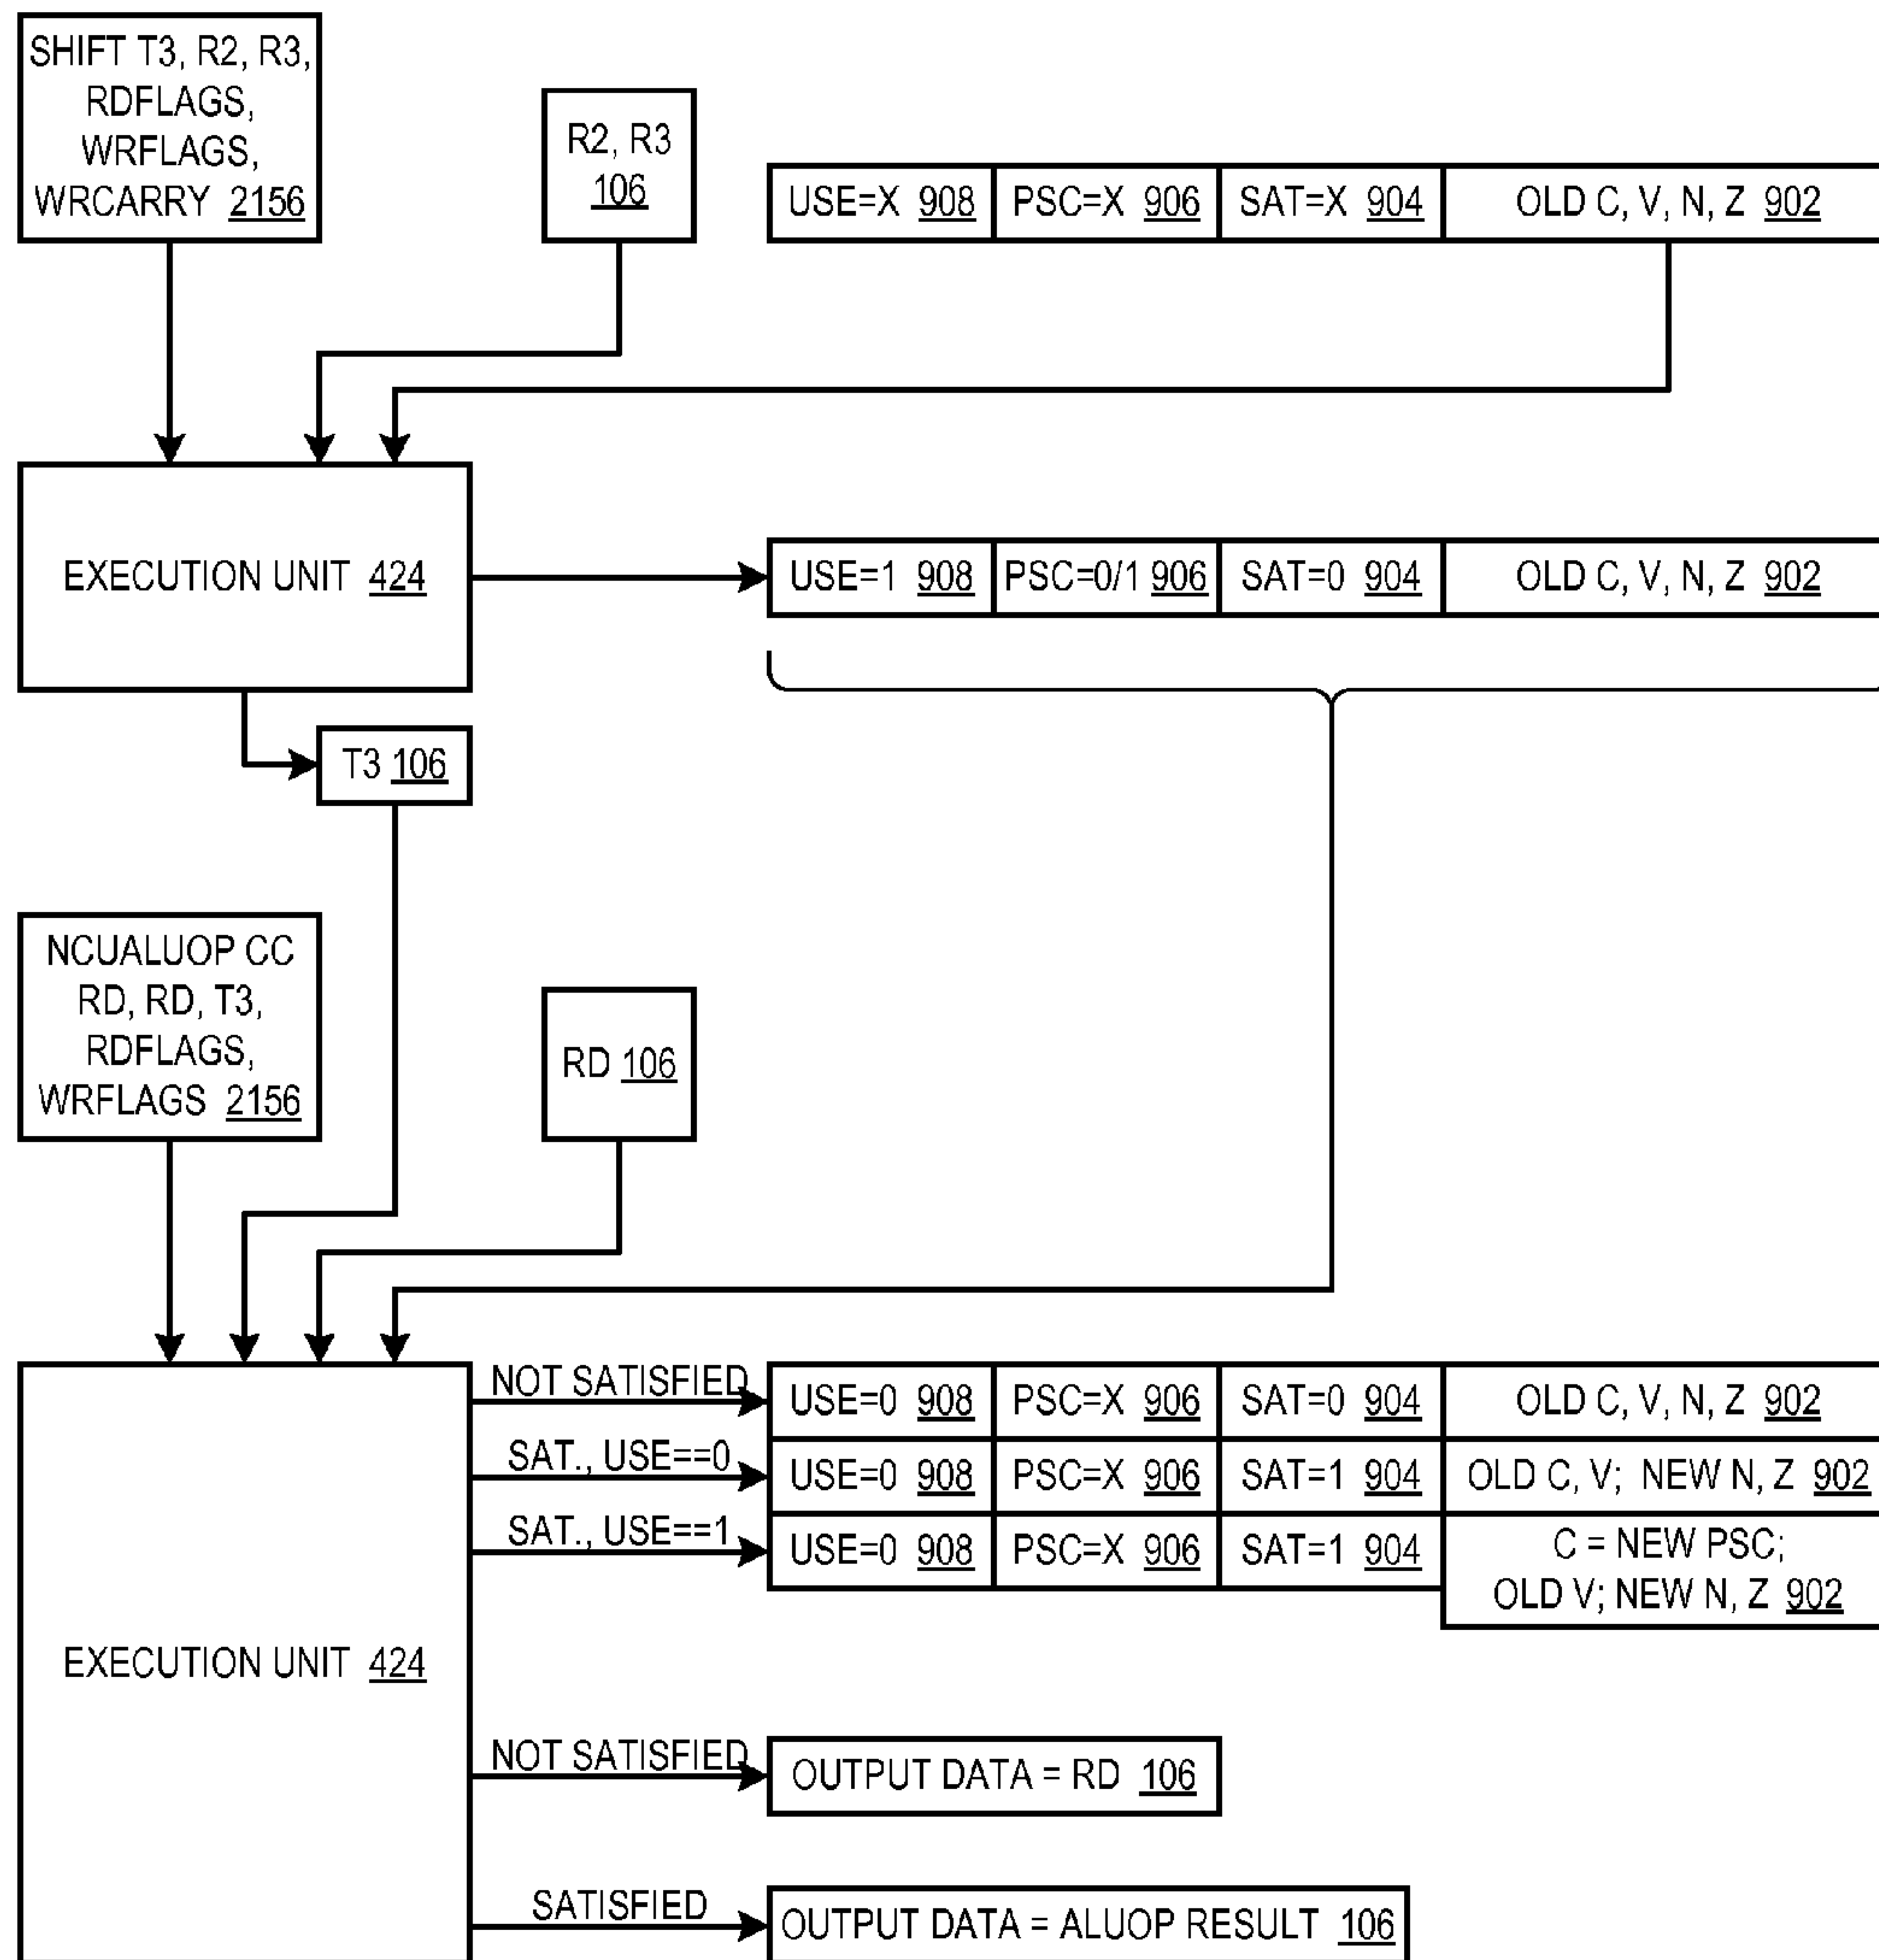 SHIFT T3, R2, R3,
RDFLAGS,
WRFLAGS,
WRCARRY 2156
R2, R3
106
USE=X 908 PSC=X 906 SAT=X 904 OLD C, V, N, Z 902
EXECUTION UNIT 424
USE=1 908 PSC=0/1 906 SAT=0 904 OLD C, V, N, Z 902
T3 106
NCUALUOP CC
RD, RD, T3,
RDFLAGS,
WRFLAGS 2156
RD 106
EXECUTION UNIT 424
NOT SATISFIED
USE=0 908 PSC=X 906 SAT=0 904 OLD C, V, N, Z 902
SAT., USE==0
USE=0 908 PSC=X 906 SAT=1 904 OLD C, V; NEW N, Z 902
SAT., USE==1
USE=0 908 PSC=X 906 SAT=1 904
C = NEW PSC;
OLD V; NEW N, Z 902
NOT SATISFIED
OUTPUT DATA = RD 106
SATISFIED
OUTPUT DATA = ALUOP RESULT 106